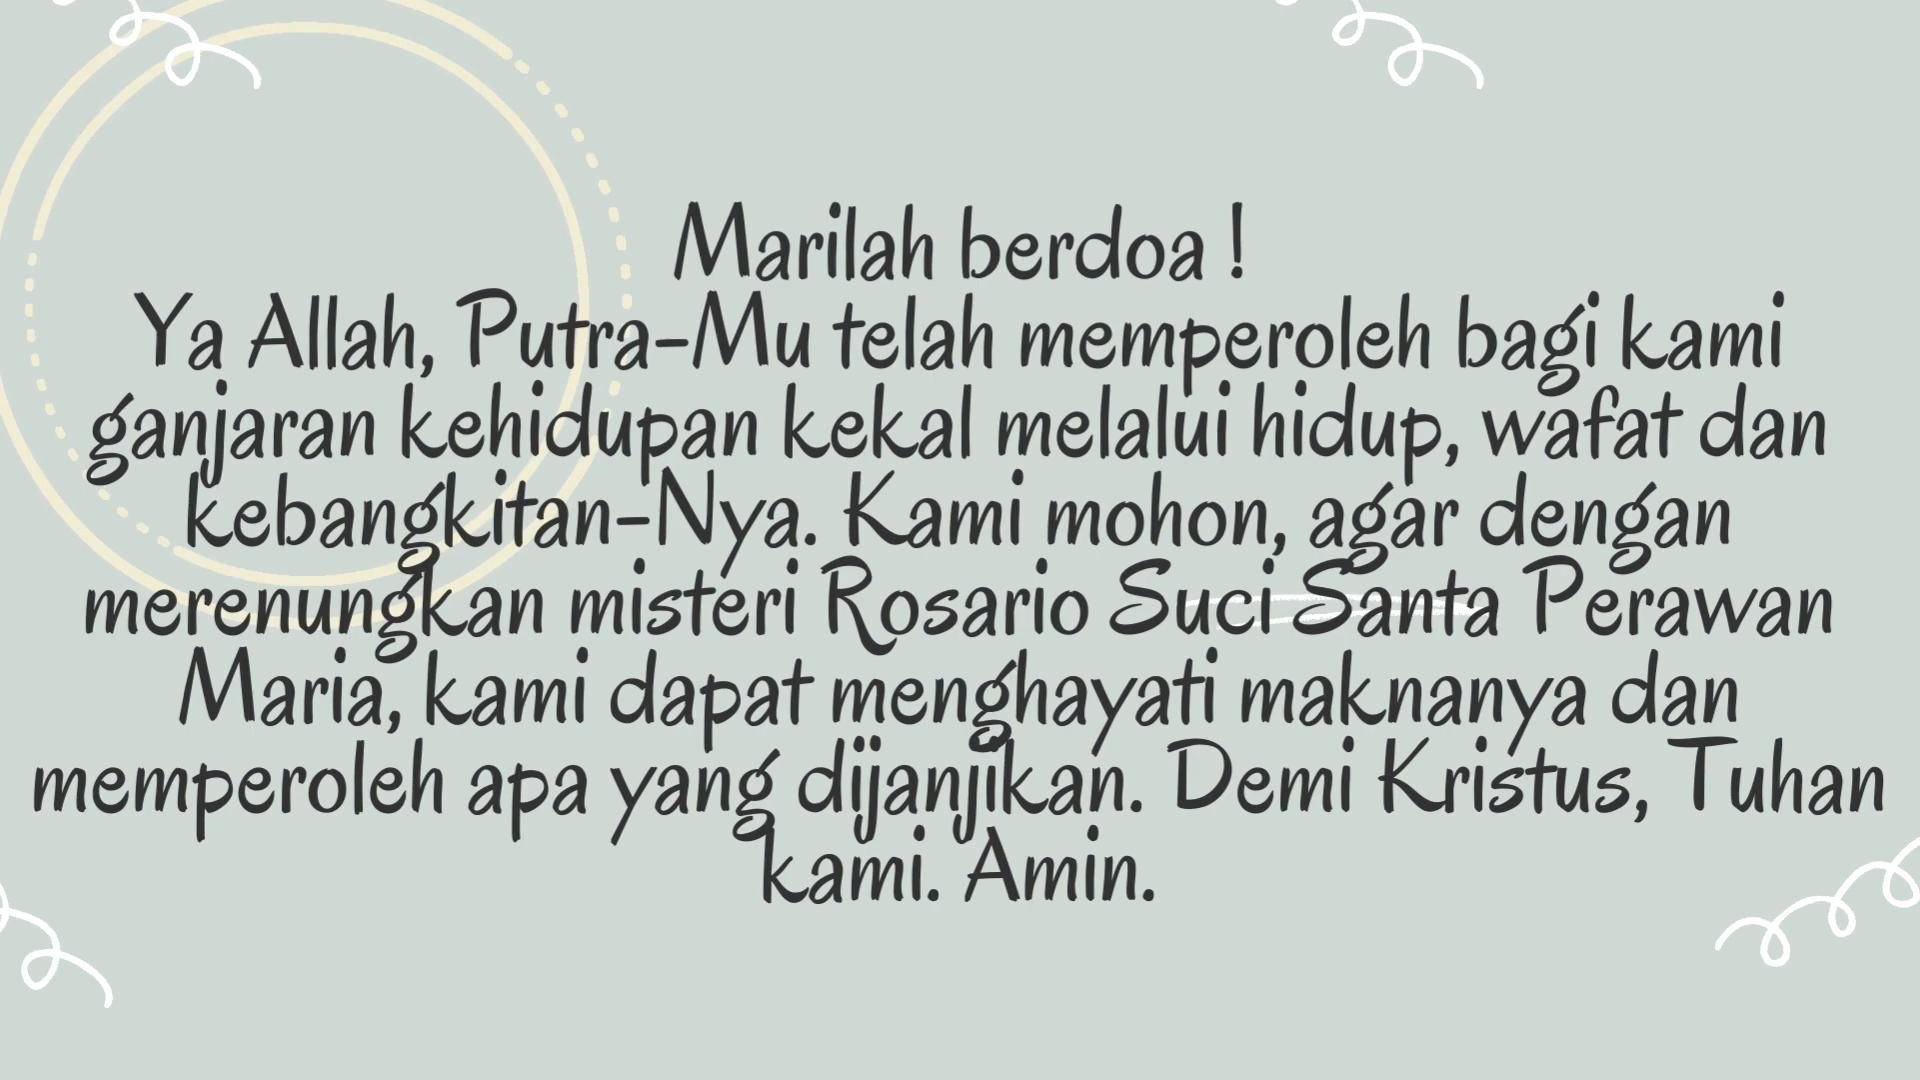 Marilah berdoa !
Ya Allah, Putra-Mu telah memperoleh bagi kami
ganjaran kehidupan kekal melalui hidup, wafat dan
kebangkitan-Nya. Kami mohon, agar dengan
merenungkan misteri Rosario Suci Santa Perawan
Maria, kami dapat menghayati maknanya dan
memperoleh apa yang dijanjikan. Demi Kristus, Tuhan
kami. Amin.